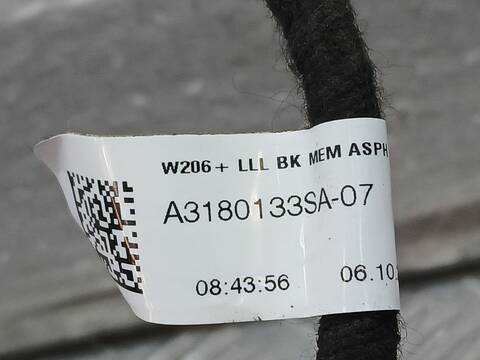 W206+ LLL BK MEM ASPH
A3180133SA-07
08:43:56 06.10